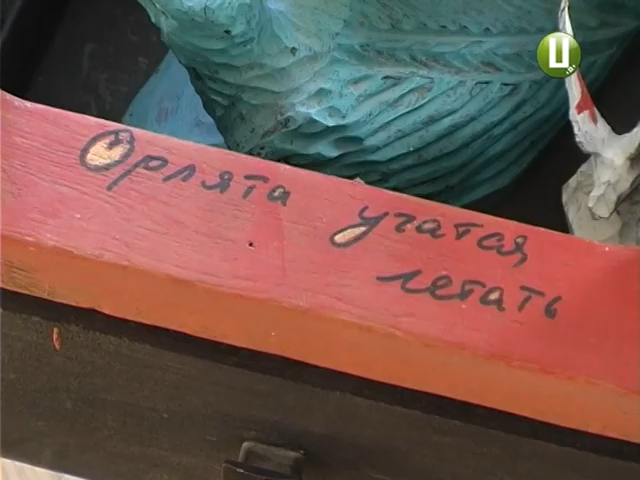 Орлята учатся
летать
Ц